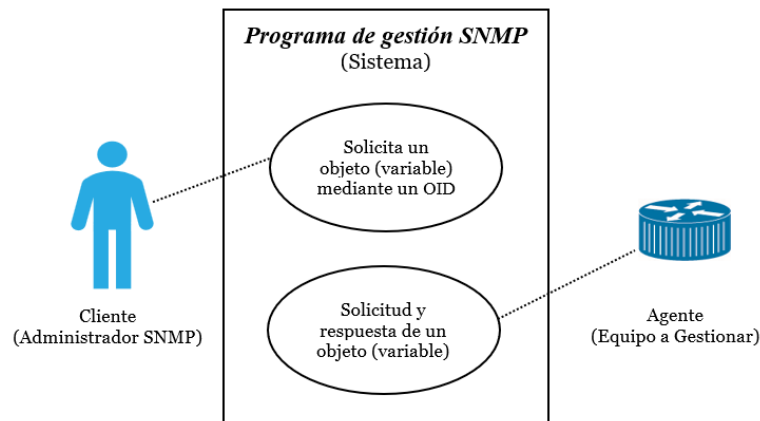 Programa de gestión SNMP
(Sistema)
Solicita un
objeto (variable)
mediante un OID
Cliente
(Administrador SNMP)
Solicitud y
respuesta de un
objeto (variable)
Agente
(Equipo a Gestionar)